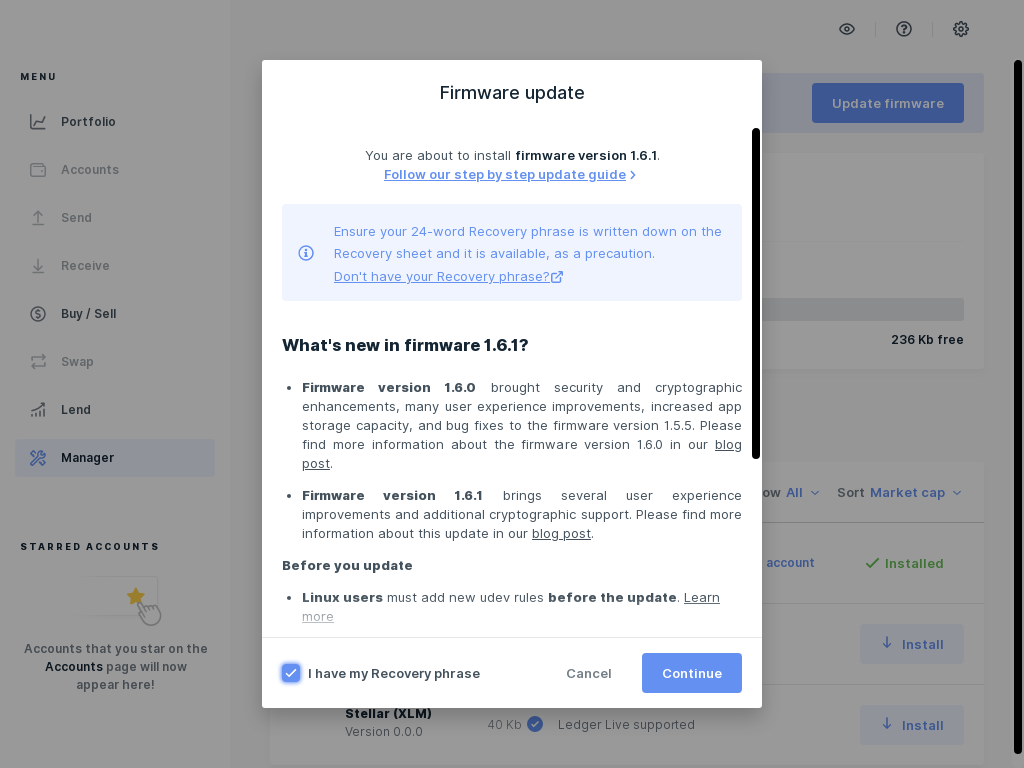 MENU
Portfolio
Accounts
Send
Receive
Buy / Sell
Swap
Lend
Manager
STARRED ACCOUNTS
Accounts that you star on the
Accounts page will now
appear here!
Update firmware
236 Kb free
All
Sort Market cap
account
Installed
Install
Stellar (XLM)
Version 0.0.0
40 Kb
Ledger Live supported
Install
Firmware update
You are about to install firmware version 1.6.1.
Follow our step by step update guide
Ensure your 24-word Recovery phrase is written down on the
Recovery sheet and it is available, as a precaution.
Don't have your Recovery phrase?
What's new in firmware 1.6.1?
• Firmware version 1.6.0 brought security and cryptographic
enhancements, many user experience improvements, increased app
storage capacity, and bug fixes to the firmware version 1.5.5. Please
find more information about the firmware version 1.6.0 in our blog
post.
• Firmware version 1.6.1 brings several user experience
improvements and additional cryptographic support. Please find more
information about this update in our blog post.
Before you update
• Linux users must add new udev rules before the update. Learn
more
I have my Recovery phrase
Cancel
Continue